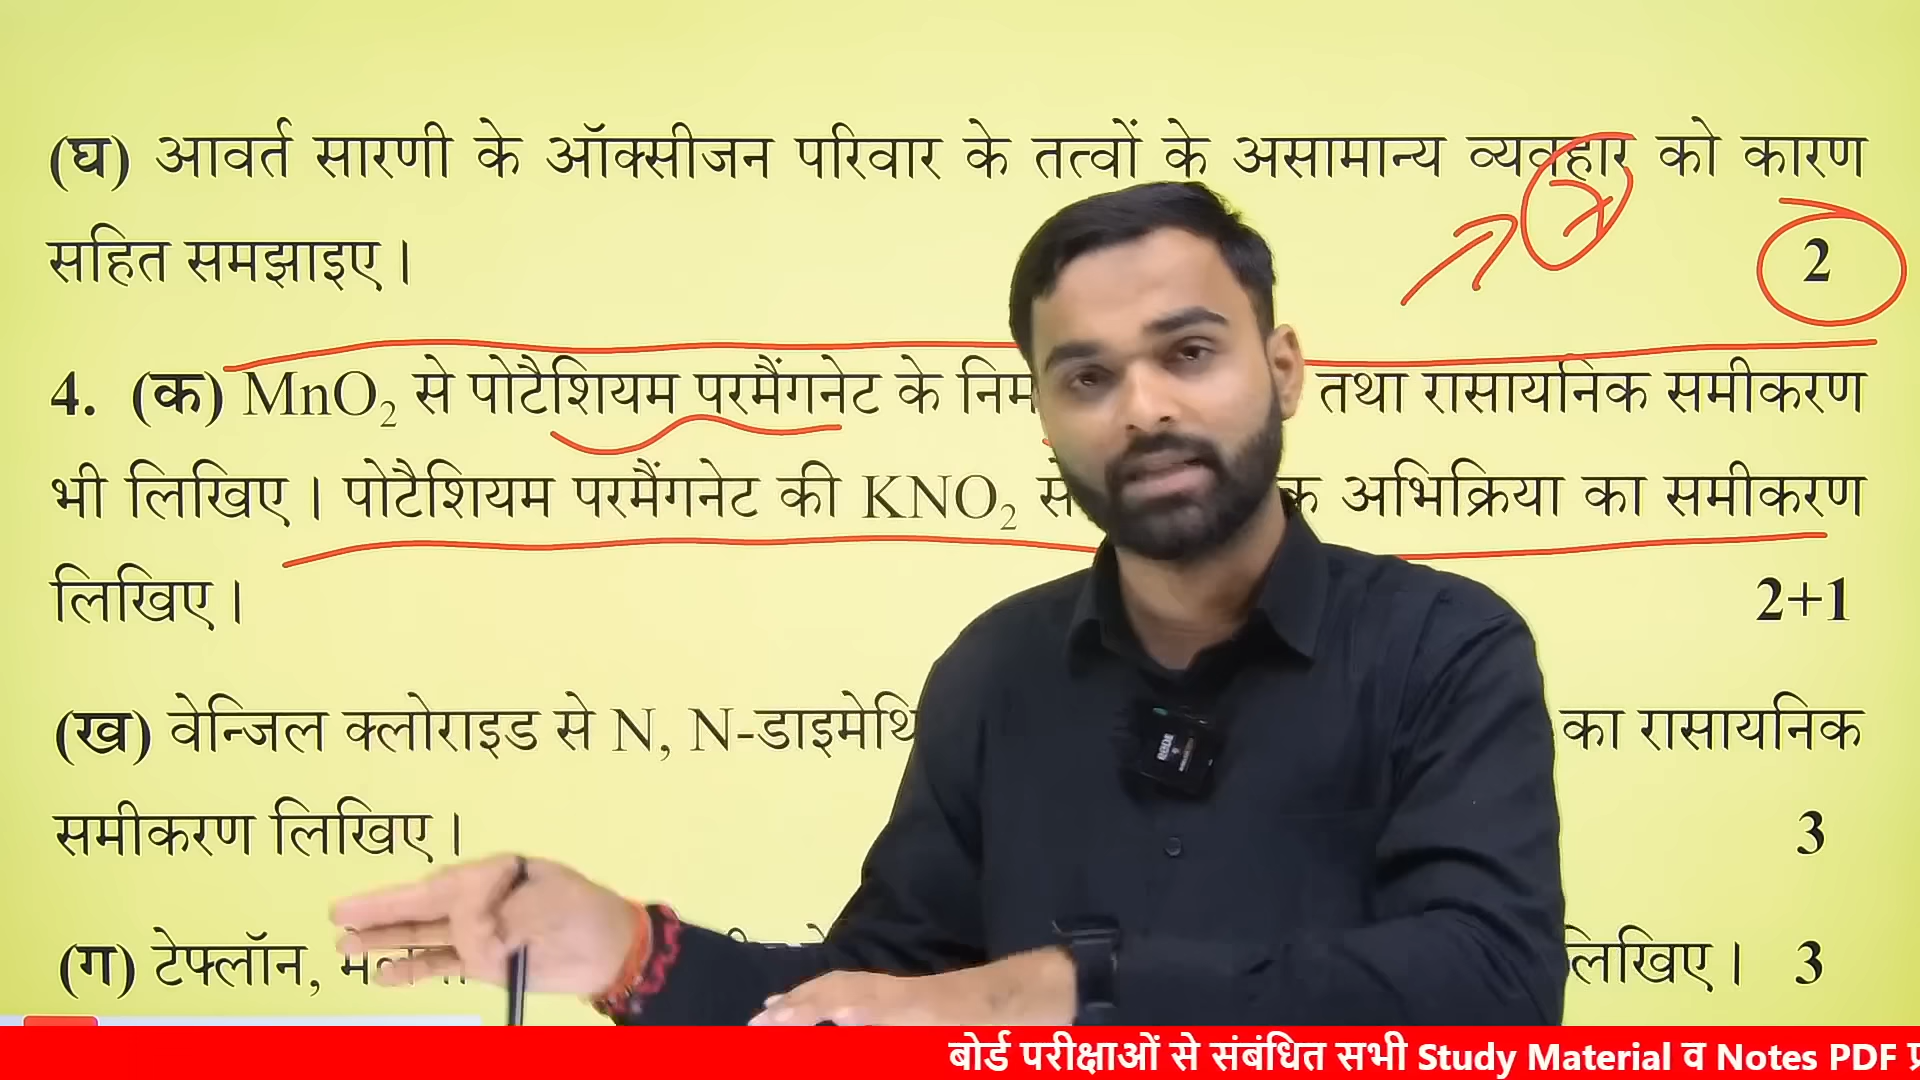 (घ) आवर्त सारणी के ऑक्सीजन परिवार के तत्वों के असामान्य व्यवहार को कारण
सहित समझाइए। 2
4. (क) MnO₂ से पोटैशियम परमैंगनेट के तथा रासायनिक समीकरण
भी लिखिए। पोटैशियम परमैंगनेट की KNO₂ से अभिक्रिया का समीकरण
लिखिए। 2+1
(ख) वेन्जिल क्लोराइड से N, N- का रासायनिक
समीकरण लिखिए। 3
(ग) टेफ्लॉन, लिखिए। 3
बोर्ड परीक्षाओं से संबंधित सभी Study Material व Notes PDF